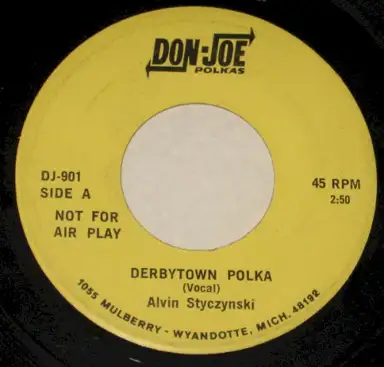 DON-JOE
POLKAS
DJ-901
SIDE A
45 RPM
2:50
NOT FOR
AIR PLAY
DERBYTOWN POLKA
(Vocal)
Alvin Styczynski
1055 MULBERRY - WYANDOTTE, MICH. 48192